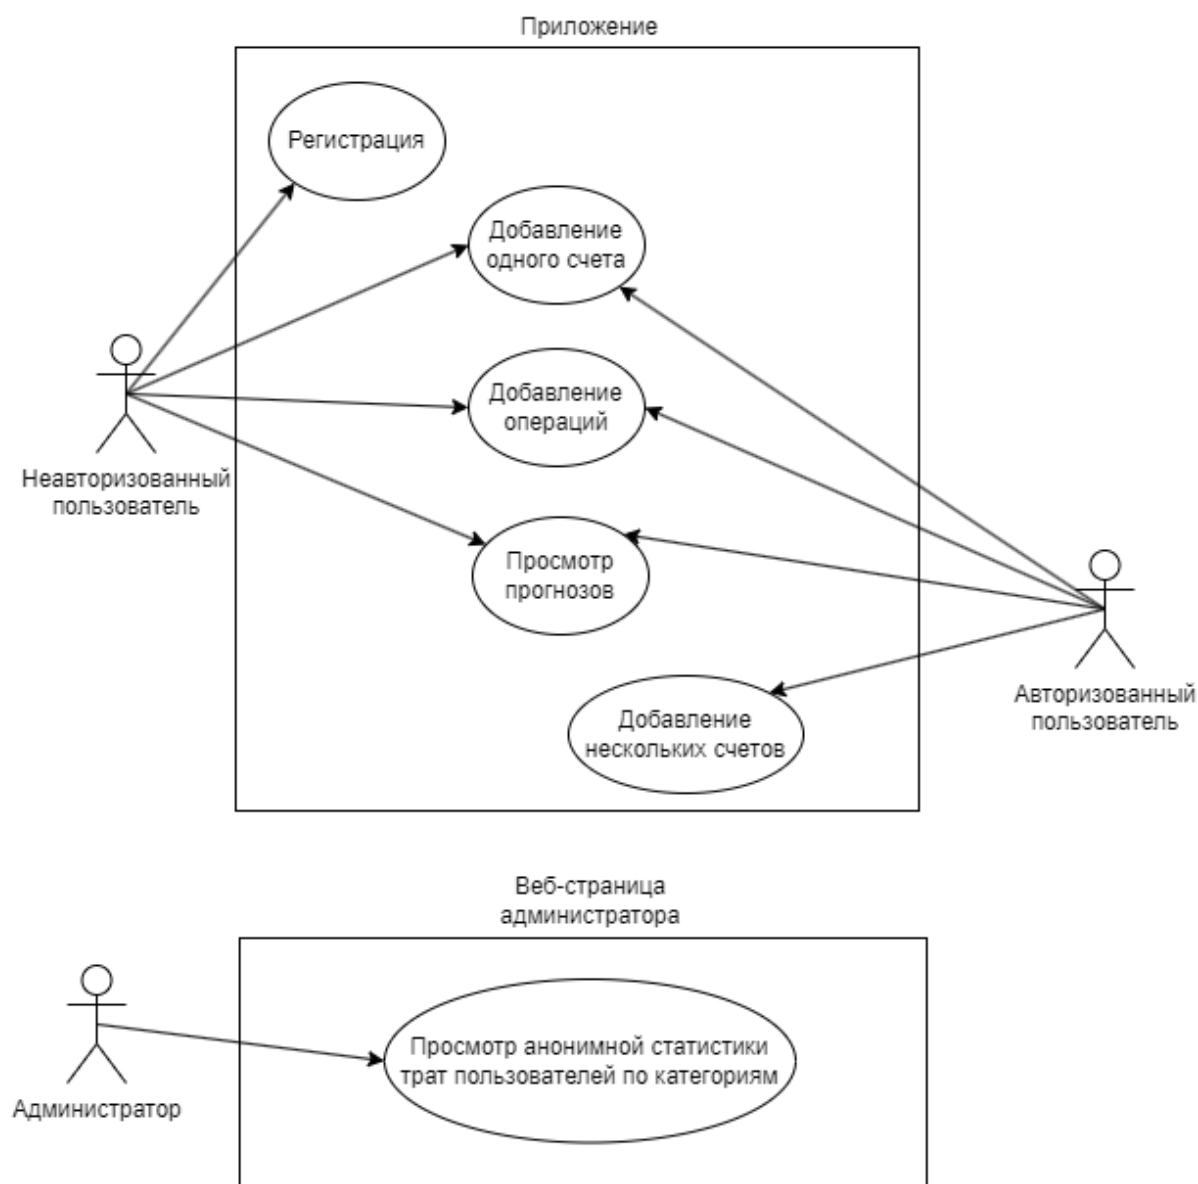 Приложение
Регистрация
Добавление
одного счета
Добавление
операций
Неавторизованный
пользователь
Просмотр
прогнозов
Авторизованный
пользователь
Добавление
нескольких счетов
Веб-страница
администратора
Просмотр анонимной статистики
трат пользователей по категориям
Администратор